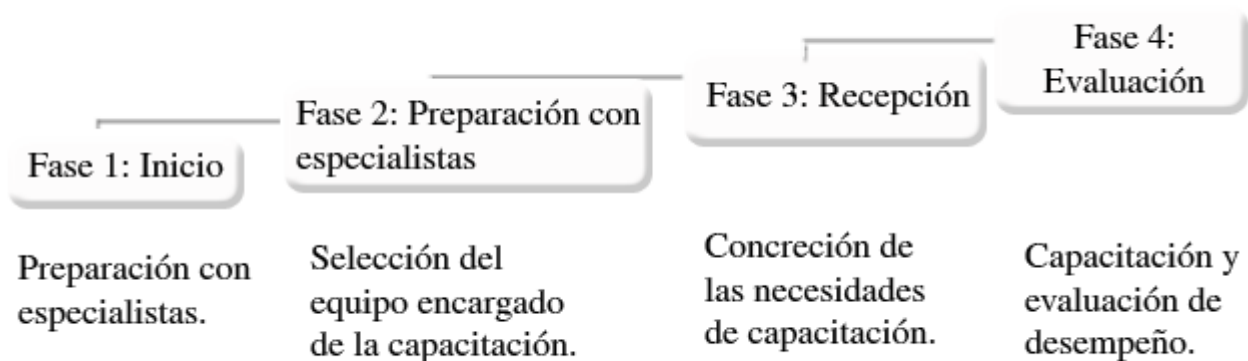 Fase 1: Inicio
Preparación con
especialistas.
Fase 2: Preparación con
especialistas
Selección del
equipo encargado
de la capacitación.
Fase 3: Recepción
Concreción de
las necesidades
de capacitación.
Fase 4:
Evaluación
Capacitación y
evaluación de
desempeño.